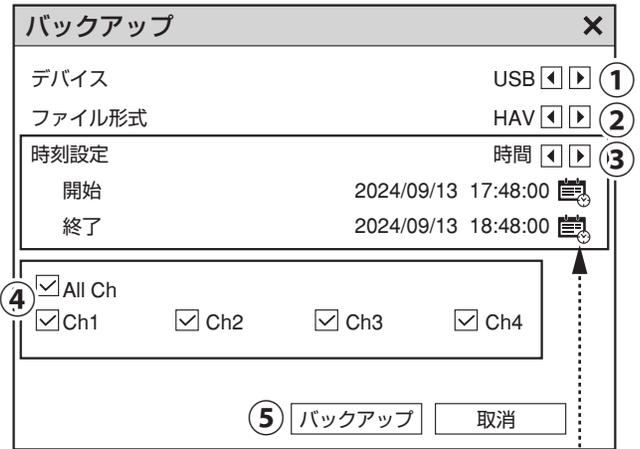 バックアップ ×
デバイス USB ◀ ▶ ①
ファイル形式 HAV ◀ ▶ ②
時刻設定 時間 ◀ ▶ ③
開始 2024/09/13 17:48:00
終了 2024/09/13 18:48:00
④ ☑ All Ch
☑ Ch1 ☑ Ch2 ☑ Ch3 ☑ Ch4
⑤ バックアップ 取消